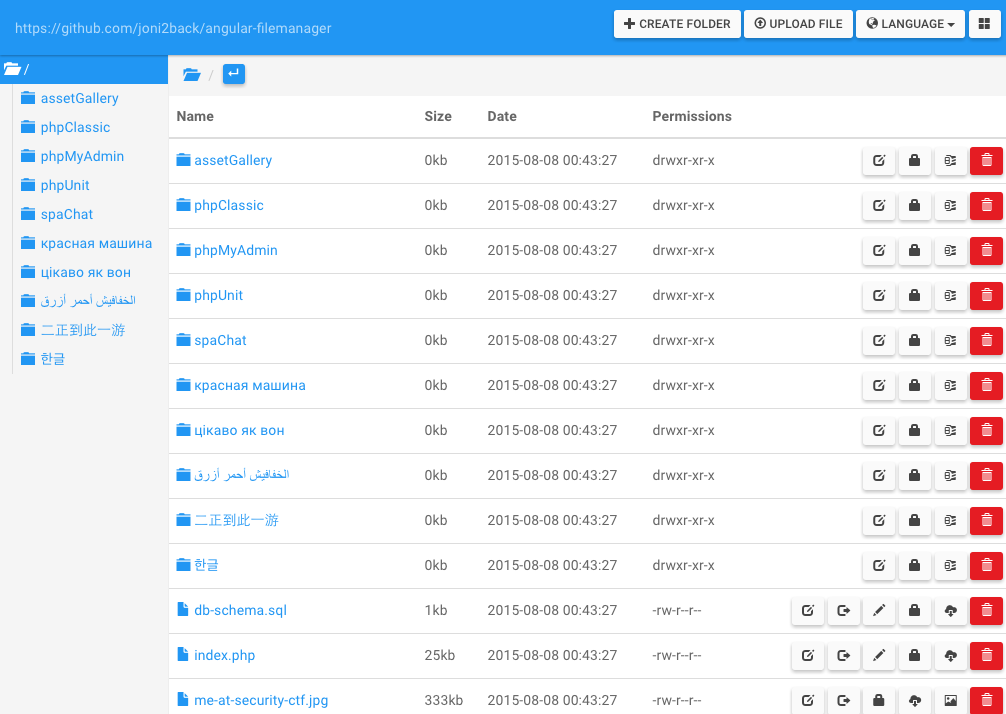 https://github.com/joni2back/angular-filemanager
CREATE FOLDER UPLOAD FILE LANGUAGE
/
assetGallery
phpClassic
phpMyAdmin
phpUnit
spaChat
красная машина
цікаво як вон
الخفافيش أحمر أزرق
二正到此一游
한글
/
Name Size Date Permissions
assetGallery 0kb 2015-08-08 00:43:27 drwxr-xr-x
phpClassic 0kb 2015-08-08 00:43:27 drwxr-xr-x
phpMyAdmin 0kb 2015-08-08 00:43:27 drwxr-xr-x
phpUnit 0kb 2015-08-08 00:43:27 drwxr-xr-x
spaChat 0kb 2015-08-08 00:43:27 drwxr-xr-x
красная машина 0kb 2015-08-08 00:43:27 drwxr-xr-x
цікаво як вон 0kb 2015-08-08 00:43:27 drwxr-xr-x
الخفافيش أحمر أزرق 0kb 2015-08-08 00:43:27 drwxr-xr-x
二正到此一游 0kb 2015-08-08 00:43:27 drwxr-xr-x
한글 0kb 2015-08-08 00:43:27 drwxr-xr-x
db-schema.sql 1kb 2015-08-08 00:43:27 -rw-r--r--
index.php 25kb 2015-08-08 00:43:27 -rw-r--r--
me-at-security-ctf.jpg 333kb 2015-08-08 00:43:27 -rw-r--r--